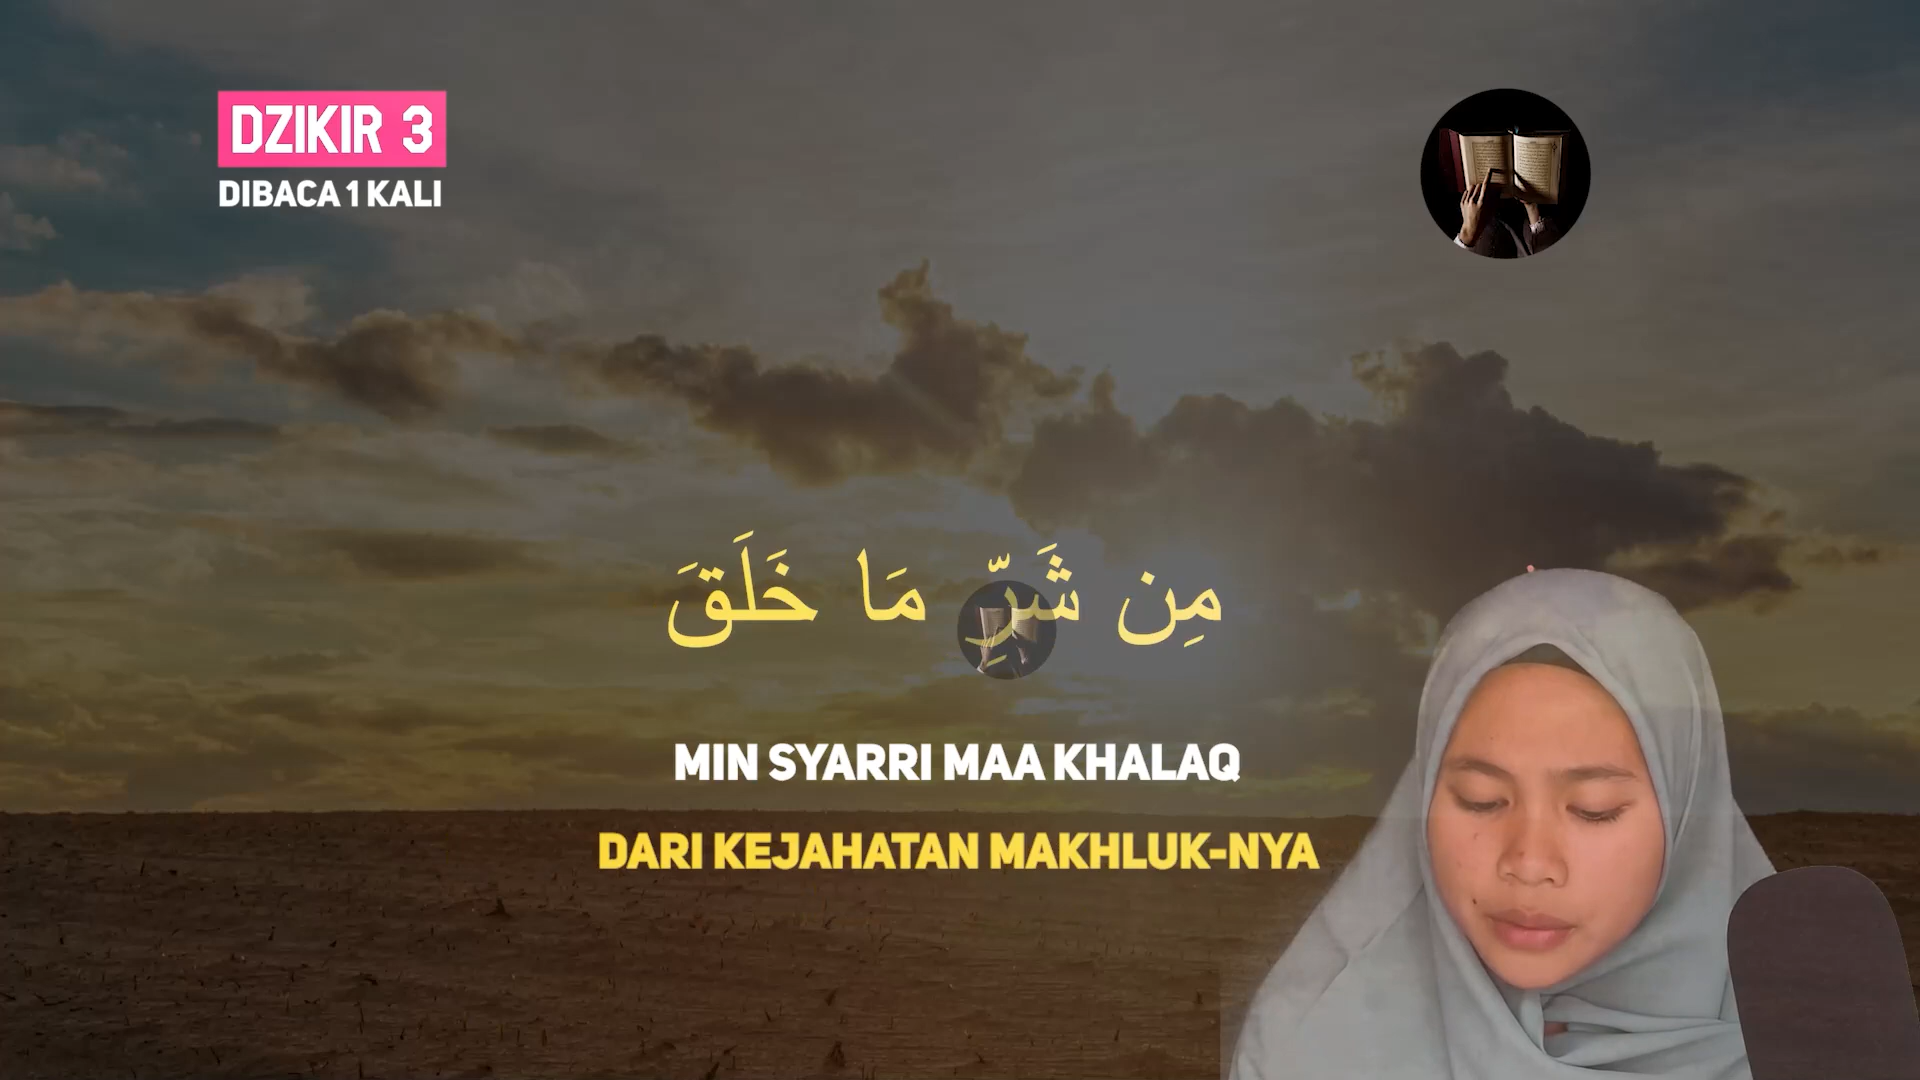 DZIKIR 3
DIBACA 1 KALI
مِن شَرِّ مَا خَلَقَ
MIN SYARRI MAA KHALAQ
DARI KEJAHATAN MAKHLUK-NYA